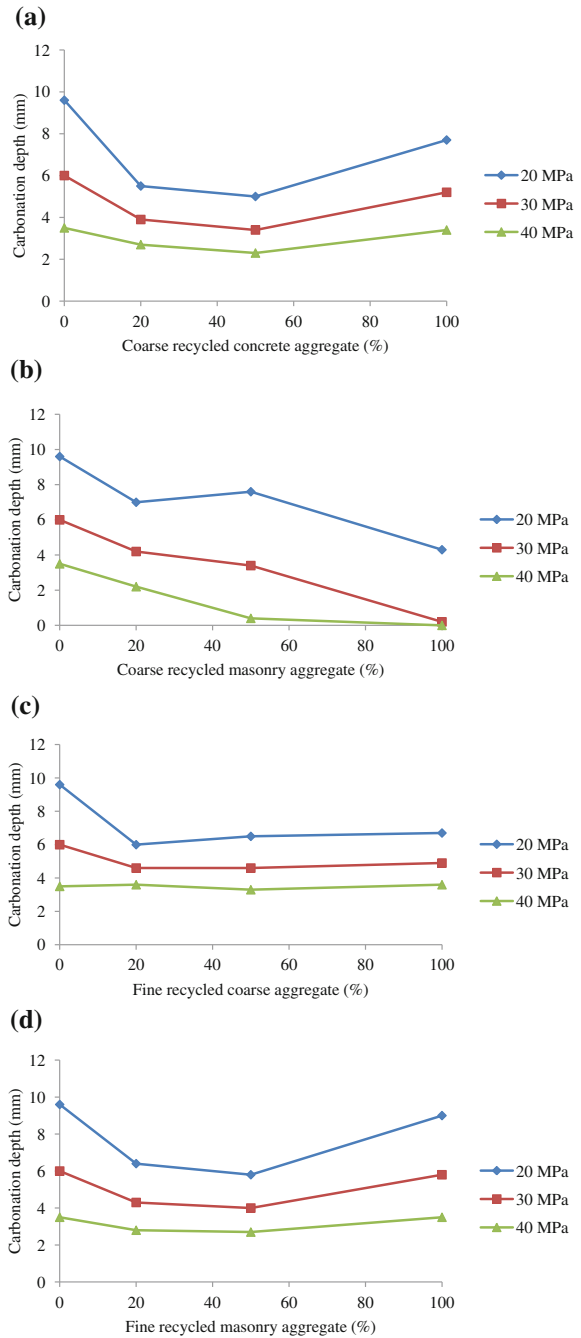 (a)
12
10
8
6
4
2
0
Carbonation depth (mm)
0 20 40 60 80 100
Coarse recycled concrete aggregate (%)
20 MPa
30 MPa
40 MPa
(b)
12
10
8
6
4
2
0
Carbonation depth (mm)
0 20 40 60 80 100
Coarse recycled masonry aggregate (%)
20 MPa
30 MPa
40 MPa
(c)
12
10
8
6
4
2
0
Carbonation depth (mm)
0 20 40 60 80 100
Fine recycled coarse aggregate (%)
20 MPa
30 MPa
40 MPa
(d)
12
10
8
6
4
2
0
Carbonation depth (mm)
0 20 40 60 80 100
Fine recycled masonry aggregate (%)
20 MPa
30 MPa
40 MPa